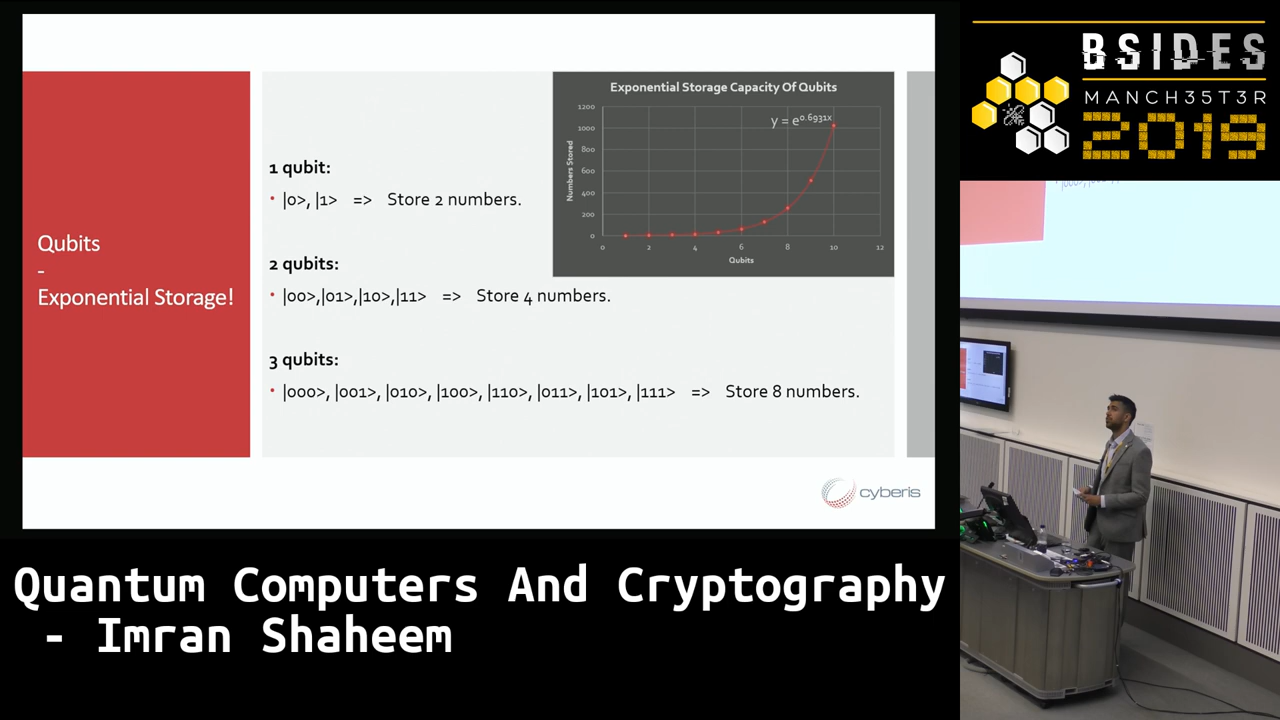 Qubits
-
Exponential Storage!
1 qubit:
• |0>, |1> => Store 2 numbers.
2 qubits:
• |00>,|01>,|10>,|11> => Store 4 numbers.
3 qubits:
• |000>, |001>, |010>, |100>, |110>, |011>, |101>, |111> => Store 8 numbers.
Exponential Storage Capacity Of Qubits
y = e^0.6931x
Numbers Stored
1200
1000
800
600
400
200
0
0 2 4 6 8 10 12
Qubits
cyberis
BSIDES
MANCH35T3R
2019
Quantum Computers And Cryptography
- Imran Shaheem